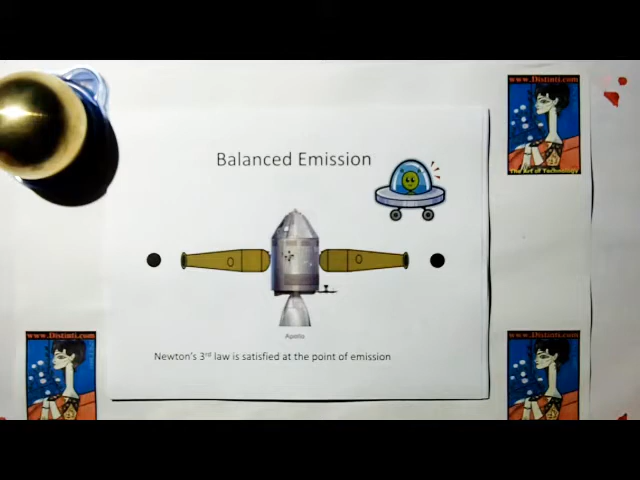 www.Distinti.com
Balanced Emission
The Art of Technology
Apollo
Newton's 3rd law is satisfied at the point of emission
www.Distinti.com
www.Distinti.com